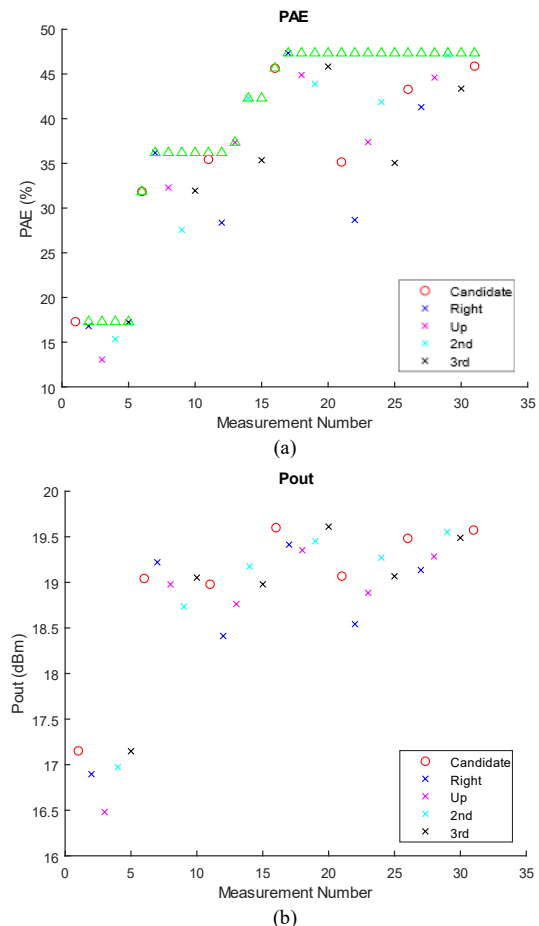 PAE
50
45
40
35
30
25
20
15
10
PAE (%)
0 5 10 15 20 25 30 35
Measurement Number
Candidate
Right
Up
2nd
3rd
(a)
Pout
20
19.5
19
18.5
18
17.5
17
16.5
16
Pout (dBm)
0 5 10 15 20 25 30 35
Measurement Number
Candidate
Right
Up
2nd
3rd
(b)